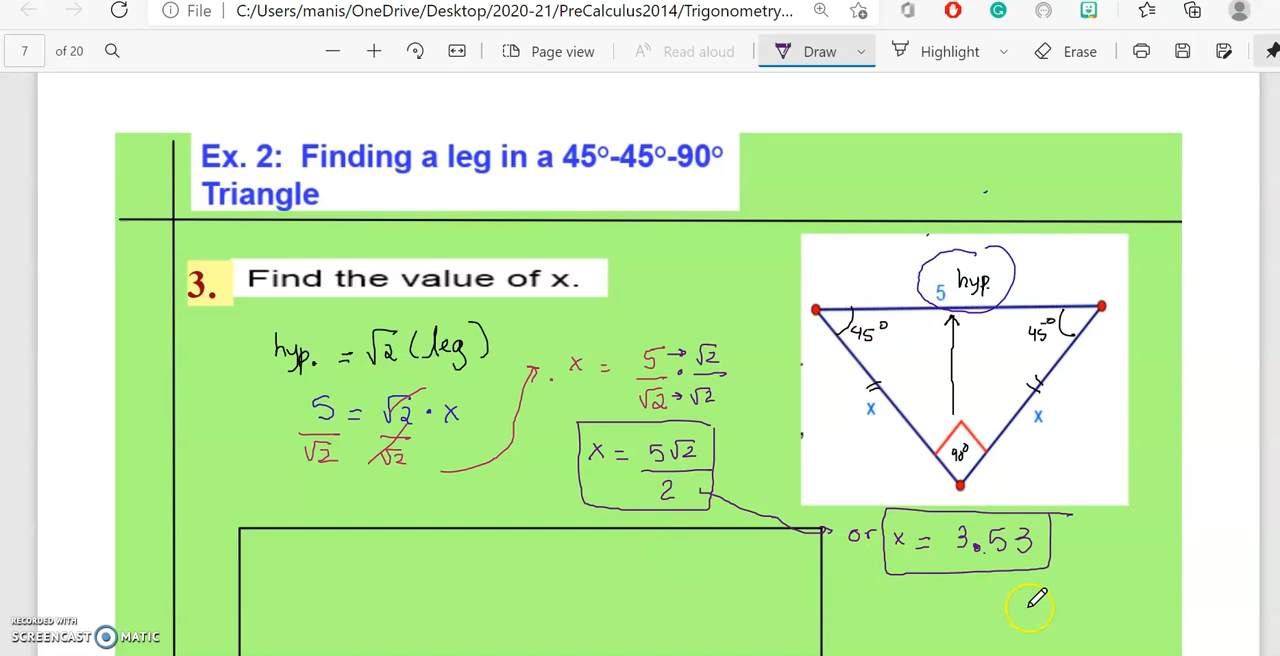 File C:/Users/manis/OneDrive/Desktop/2020-21/PreCalculus2014/Trigonometry...
7 of 20 Page view Read aloud Draw Highlight Erase
Ex. 2: Finding a leg in a 45°-45°-90°
Triangle
3. Find the value of x.
5 hyp.
45° 45°
x x
90°
hyp. = √2 (leg)
5 = √2 · x
√2 √2
x = 5/√2 · √2/√2
x = 5√2/2
or x = 3.53
RECORDED WITH
SCREENCAST MATIC